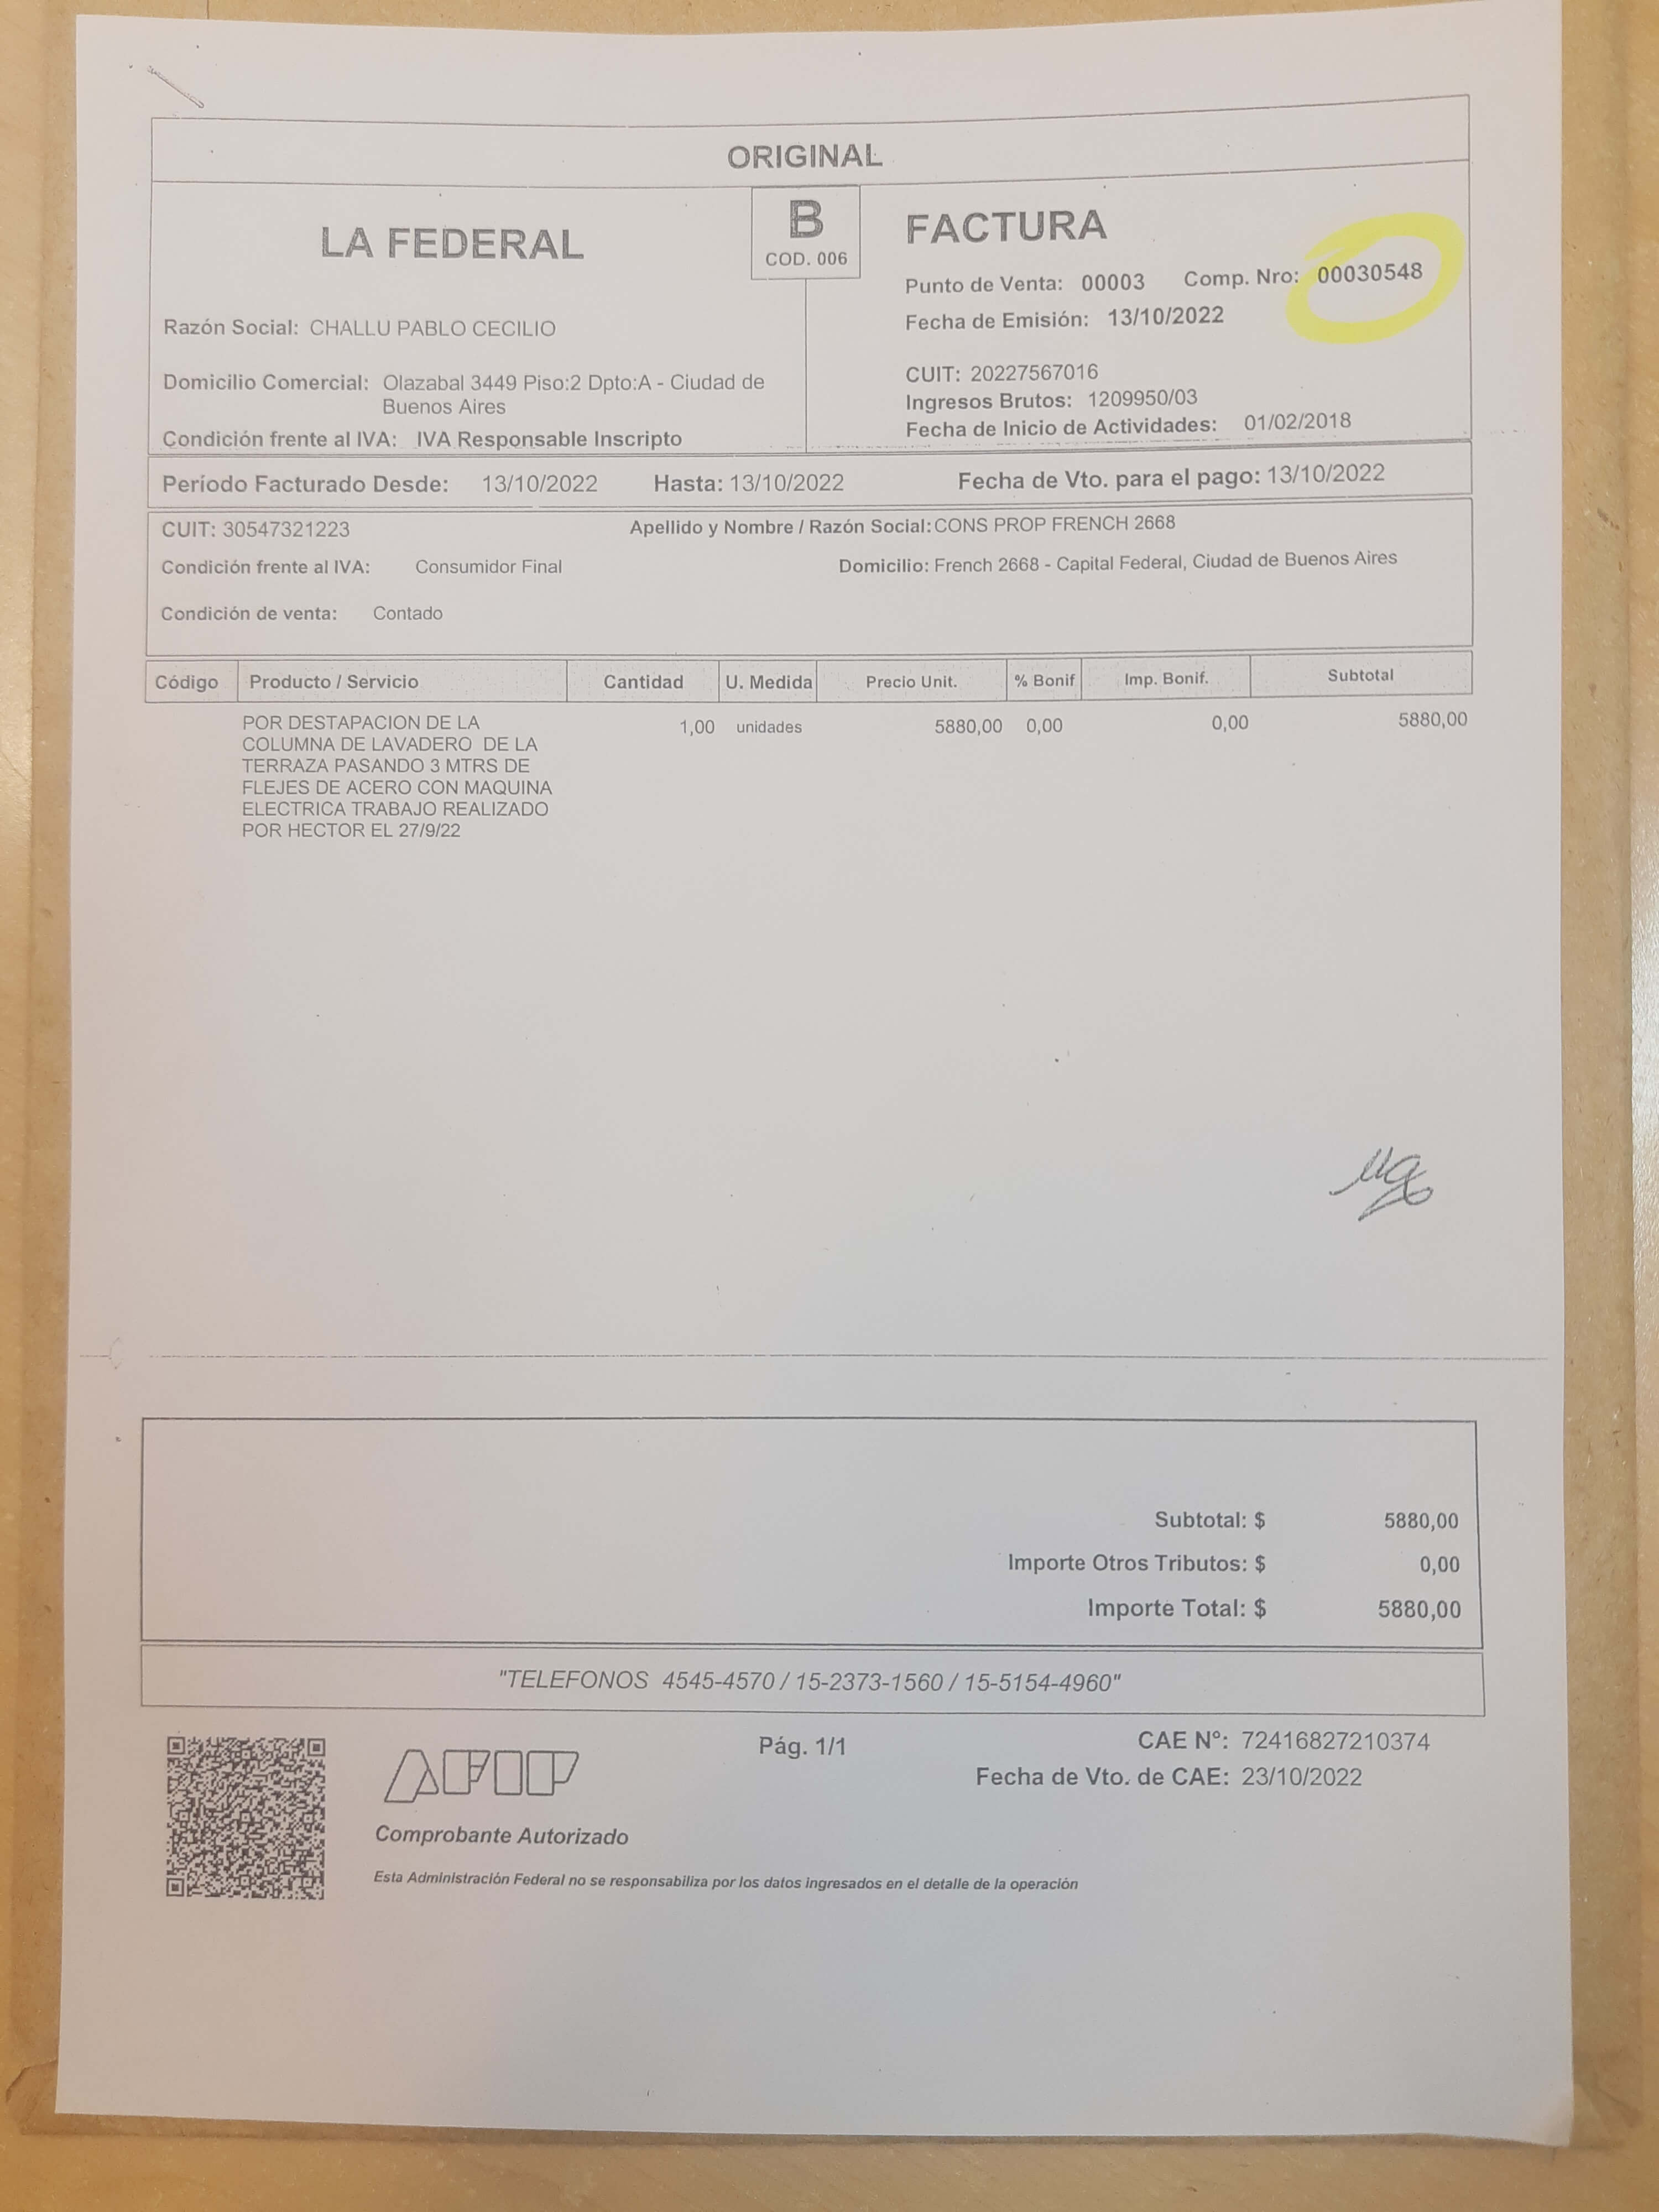 ORIGINAL
LA FEDERAL
B
COD. 006
FACTURA
Punto de Venta: 00003 Comp. Nro: 00030548
Fecha de Emisión: 13/10/2022
Razón Social: CHALLU PABLO CECILIO
Domicilio Comercial: Olazabal 3449 Piso:2 Dpto:A - Ciudad de
Buenos Aires
Condición frente al IVA: IVA Responsable Inscripto
CUIT: 20227567016
Ingresos Brutos: 1209950/03
Fecha de Inicio de Actividades: 01/02/2018
Período Facturado Desde: 13/10/2022 Hasta: 13/10/2022 Fecha de Vto. para el pago: 13/10/2022
CUIT: 30547321223 Apellido y Nombre / Razón Social: CONS PROP FRENCH 2668
Condición frente al IVA: Consumidor Final Domicilio: French 2668 - Capital Federal, Ciudad de Buenos Aires
Condición de venta: Contado
Código Producto / Servicio Cantidad U. Medida Precio Unit. % Bonif Imp. Bonif. Subtotal
POR DESTAPACION DE LA 1,00 unidades 5880,00 0,00 0,00 5880,00
COLUMNA DE LAVADERO DE LA
TERRAZA PASANDO 3 MTRS DE
FLEJES DE ACERO CON MAQUINA
ELECTRICA TRABAJO REALIZADO
POR HECTOR EL 27/9/22
Subtotal: $ 5880,00
Importe Otros Tributos: $ 0,00
Importe Total: $ 5880,00
"TELEFONOS 4545-4570 / 15-2373-1560 / 15-5154-4960"
AFIP
Pág. 1/1
CAE N°: 72416827210374
Fecha de Vto. de CAE: 23/10/2022
Comprobante Autorizado
Esta Administración Federal no se responsabiliza por los datos ingresados en el detalle de la operación